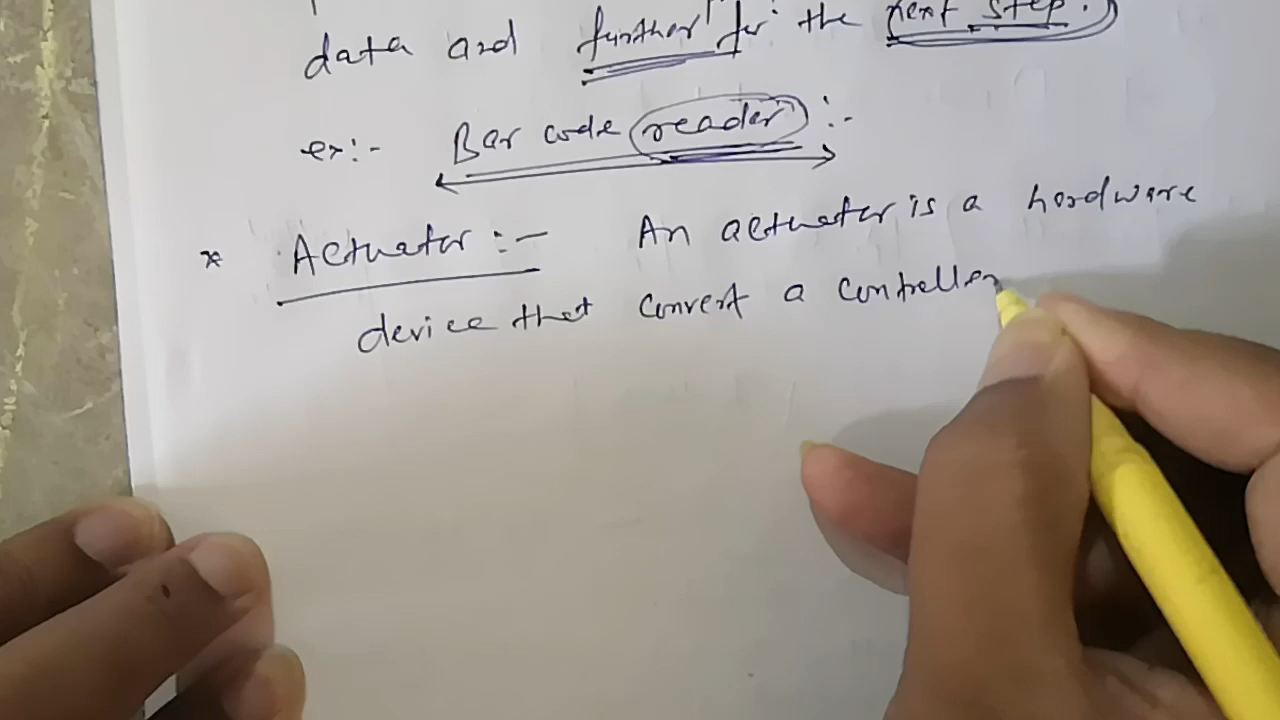 data and further for the next step.
ex:- Bar code reader :-
* Actuator :- An actuator is a hardware
device that convert a controller